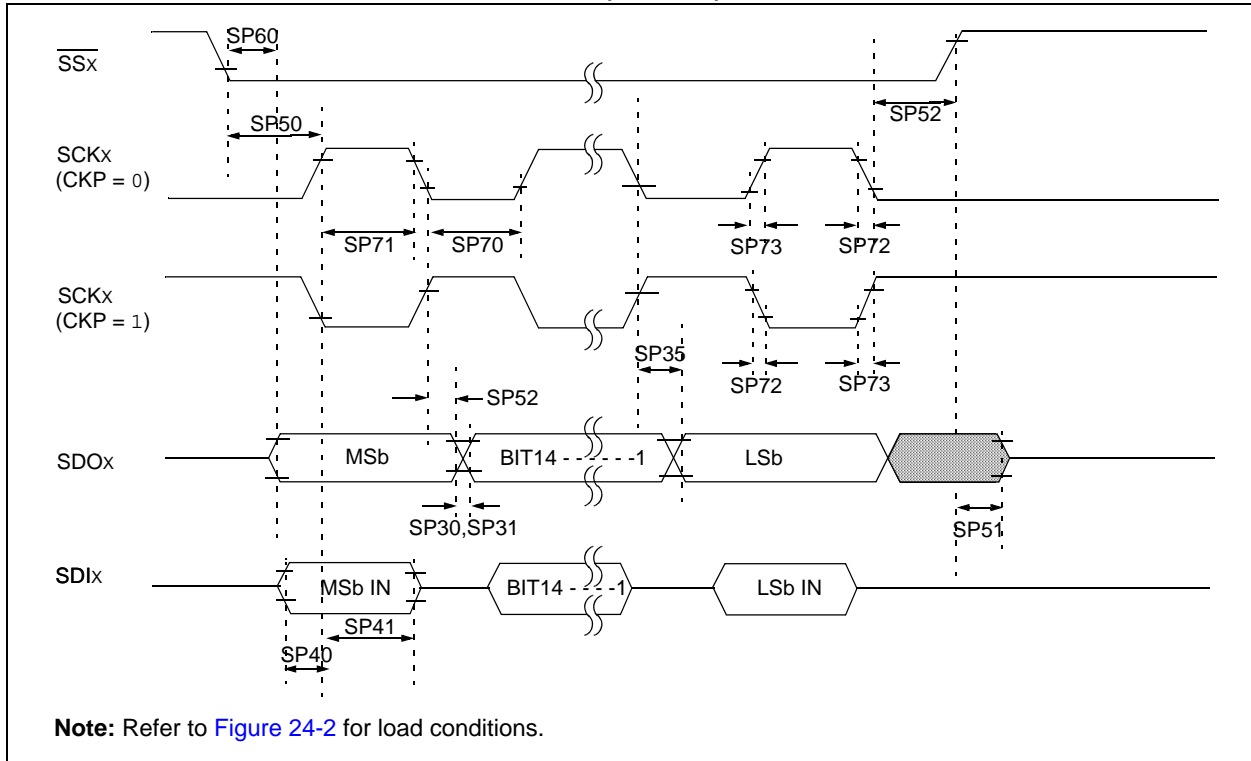 SP60
SSX
SP52
SP50
SCKX
(CKP = 0)
SP71
SP70
SP73
SP72
SCKX
(CKP = 1)
SP35
SP72
SP73
SP52
SDOX
MSb
BIT14 - - - - - -1
LSb
SP30,SP31
SP51
SDIX
MSb IN
BIT14 - - - -1
LSb IN
SP41
SP40
Note: Refer to Figure 24-2 for load conditions.